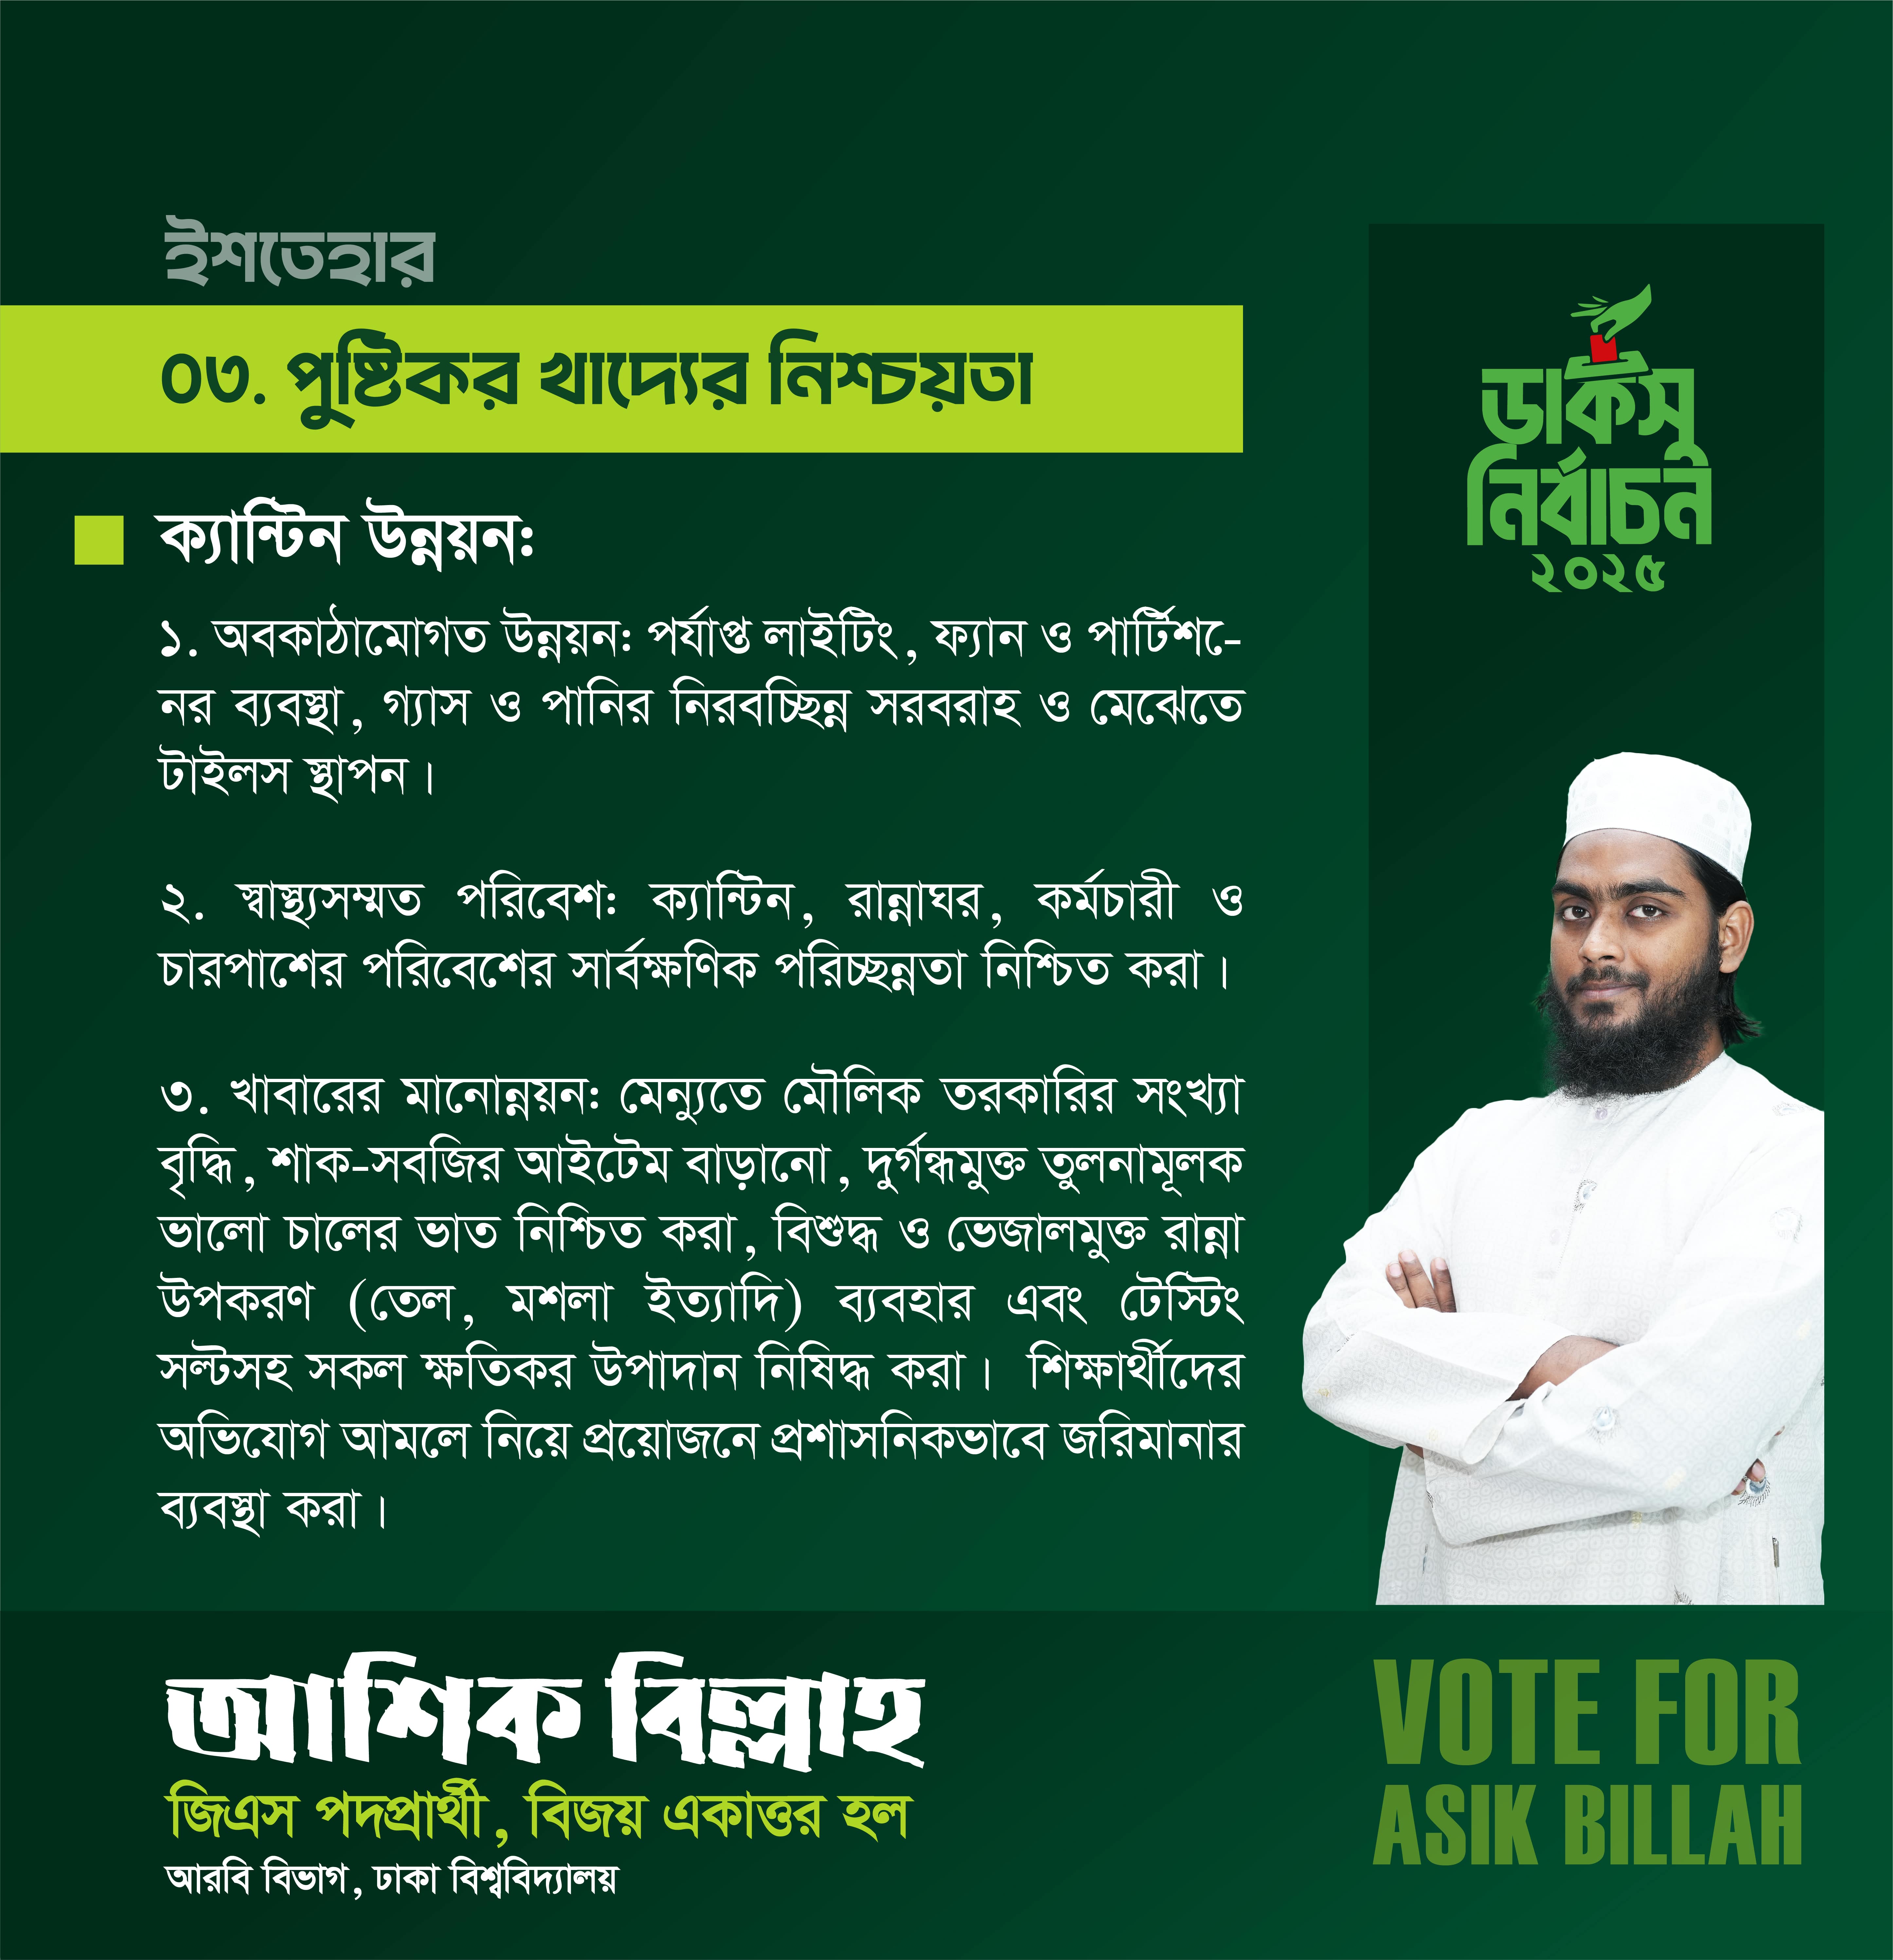 ইশতেহার
০৩. পুষ্টিকর খাদ্যের নিশ্চয়তা
ক্যান্টিন উন্নয়ন:
১. অবকাঠামোগত উন্নয়ন: পর্যাপ্ত লাইটিং, ফ্যান ও পার্টিশে-
নর ব্যবস্থা, গ্যাস ও পানির নিরবচ্ছিন্ন সরবরাহ ও মেঝেতে
টাইলস স্থাপন।
২. স্বাস্থ্যসম্মত পরিবেশ: ক্যান্টিন, রান্নাঘর, কর্মচারী ও
চারপাশের পরিবেশের সার্বক্ষণিক পরিচ্ছন্নতা নিশ্চিত করা।
৩. খাবারের মানোন্নয়ন: মেন্যুতে মৌলিক তরকারির সংখ্যা
বৃদ্ধি, শাক-সবজির আইটেম বাড়ানো, দুর্গন্ধমুক্ত তুলনামূলক
ভালো চালের ভাত নিশ্চিত করা, বিশুদ্ধ ও ভেজালমুক্ত রান্না
উপকরণ (তেল, মশলা ইত্যাদি) ব্যবহার এবং টেস্টিং
সল্টসহ সকল ক্ষতিকর উপাদান নিষিদ্ধ করা। শিক্ষার্থীদের
অভিযোগ আমলে নিয়ে প্রয়োজনে প্রশাসনিকভাবে জরিমানার
ব্যবস্থা করা।
ডাকসু
নির্বাচন
২০২৫
আশিক বিল্লাহ
জিএস পদপ্রার্থী, বিজয় একাত্তর হল
আরবি বিভাগ, ঢাকা বিশ্ববিদ্যালয়
VOTE FOR
ASIK BILLAH